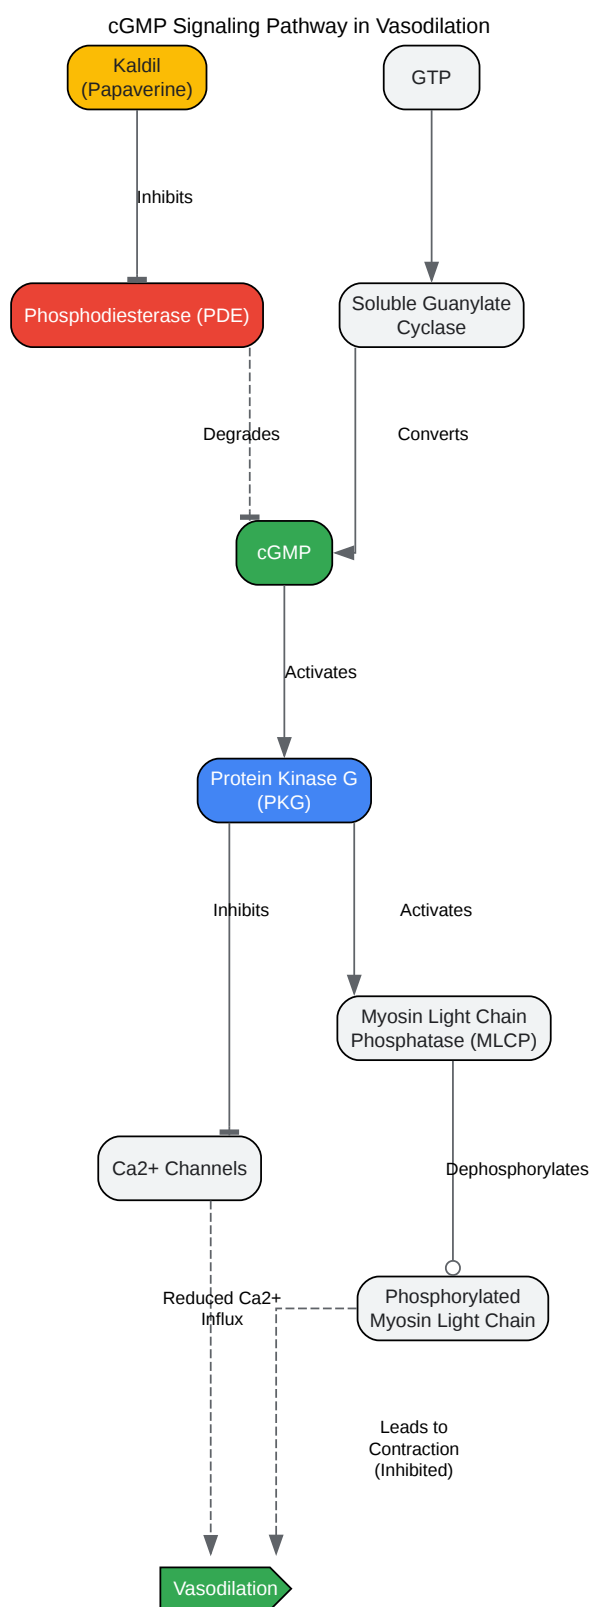 cGMP Signaling Pathway in Vasodilation
Kaldil
(Papaverine)
GTP
Inhibits
Phosphodiesterase (PDE)
Soluble Guanylate
Cyclase
Degrades
Converts
cGMP
Activates
Protein Kinase G
(PKG)
Inhibits
Activates
Myosin Light Chain
Phosphatase (MLCP)
Ca2+ Channels
Dephosphorylates
Reduced Ca2+
Influx
Phosphorylated
Myosin Light Chain
Leads to
Contraction
(Inhibited)
Vasodilation